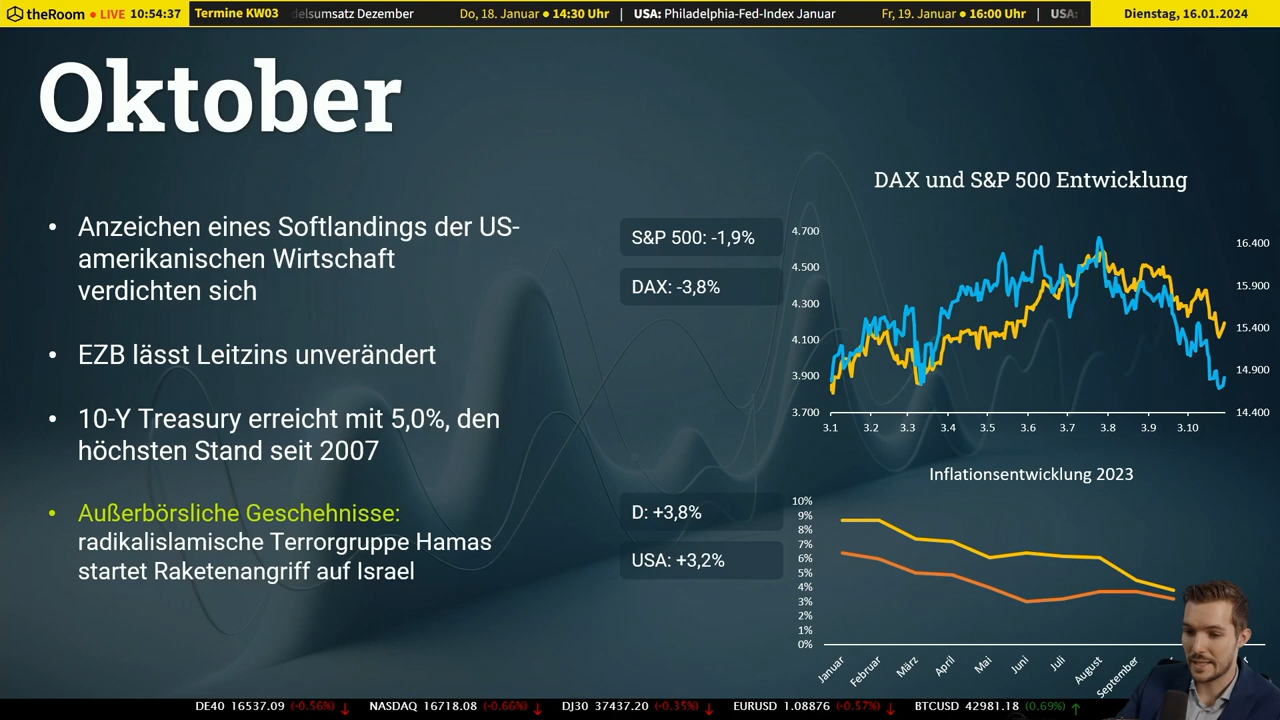 theRoom ● LIVE 10:54:37
Termine KW03
delsumsatz Dezember Do, 18. Januar ● 14:30 Uhr | USA: Philadelphia-Fed-Index Januar Fr, 19. Januar ● 16:00 Uhr | USA:
Dienstag, 16.01.2024
Oktober
• Anzeichen eines Softlandings der US-
amerikanischen Wirtschaft
verdichten sich
• EZB lässt Leitzins unverändert
• 10-Y Treasury erreicht mit 5,0%, den
höchsten Stand seit 2007
• Außerbörsliche Geschehnisse:
radikalislamische Terrorgruppe Hamas
startet Raketenangriff auf Israel
S&P 500: -1,9%
DAX: -3,8%
DAX und S&P 500 Entwicklung
4.700
4.500
4.300
4.100
3.900
3.700
16.400
15.900
15.400
14.900
14.400
3.1 3.2 3.3 3.4 3.5 3.6 3.7 3.8 3.9 3.10
D: +3,8%
USA: +3,2%
Inflationsentwicklung 2023
10%
9%
8%
7%
6%
5%
4%
3%
2%
1%
0%
Januar Februar März April Mai Juni Juli August September
DE40 16537.09 (-0.56%) ↓ NASDAQ 16718.08 (-0.66%) ↓ DJ30 37437.20 (-0.35%) ↓ EURUSD 1.08876 (-0.57%) ↓ BTCUSD 42981.18 (0.69%) ↑